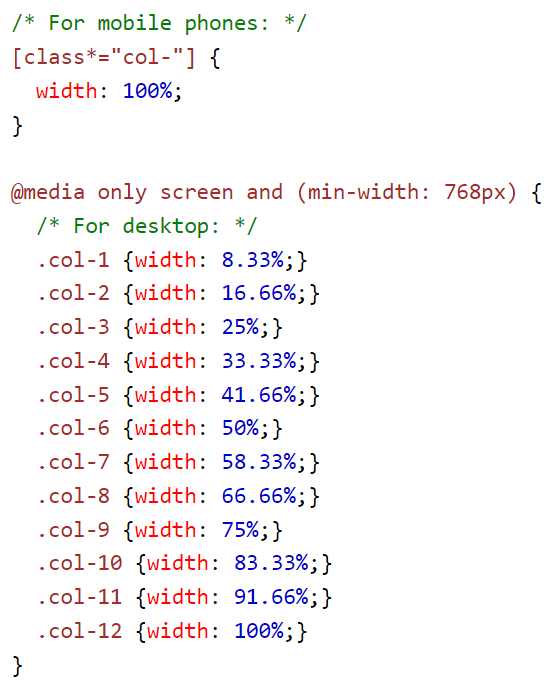 /* For mobile phones: */
[class*="col-"] {
  width: 100%;
}

@media only screen and (min-width: 768px) {
  /* For desktop: */
  .col-1 {width: 8.33%;}
  .col-2 {width: 16.66%;}
  .col-3 {width: 25%;}
  .col-4 {width: 33.33%;}
  .col-5 {width: 41.66%;}
  .col-6 {width: 50%;}
  .col-7 {width: 58.33%;}
  .col-8 {width: 66.66%;}
  .col-9 {width: 75%;}
  .col-10 {width: 83.33%;}
  .col-11 {width: 91.66%;}
  .col-12 {width: 100%;}
}